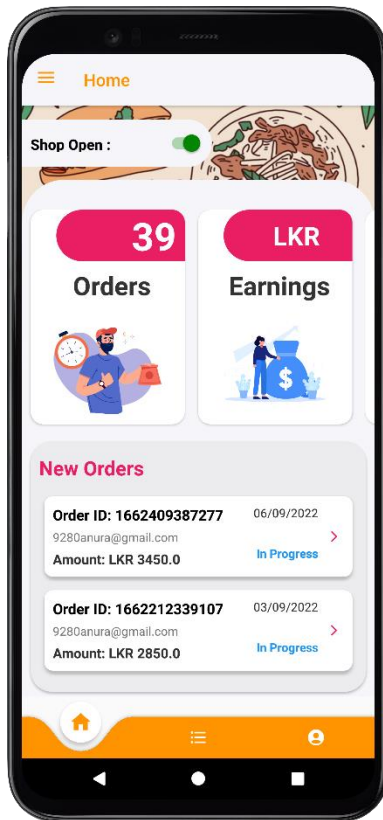 Home
Shop Open :
39
Orders
LKR
Earnings
$
New Orders
Order ID: 1662409387277
06/09/2022
9280anura@gmail.com
Amount: LKR 3450.0
In Progress
Order ID: 1662212339107
03/09/2022
9280anura@gmail.com
Amount: LKR 2850.0
In Progress